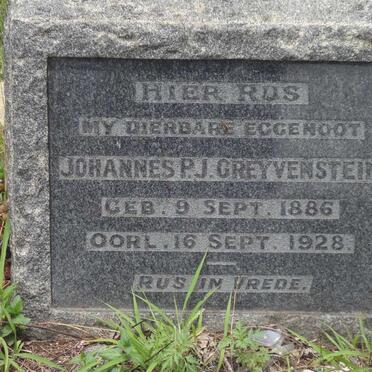 HIER RUS
MY DIERBARE EGGENOOT
JOHANNES P.J. GREYVENSTEIN
GEB. 9 SEPT. 1886
OORL. 16 SEPT. 1928.
RUS IN VREDE.